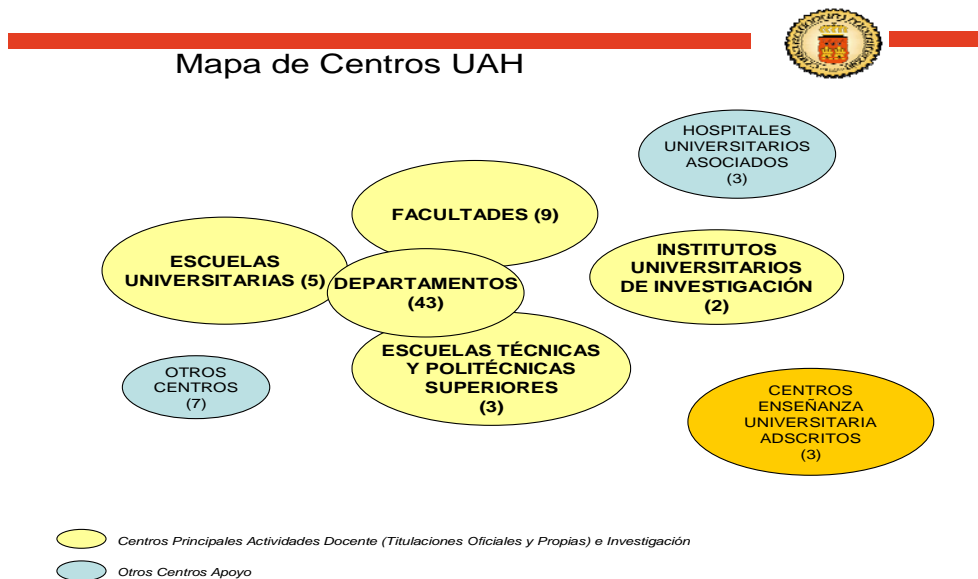 Mapa de Centros UAH
HOSPITALES
UNIVERSITARIOS
ASOCIADOS
(3)
FACULTADES (9)
ESCUELAS
UNIVERSITARIAS (5)
DEPARTAMENTOS
(43)
INSTITUTOS
UNIVERSITARIOS
DE INVESTIGACIÓN
(2)
ESCUELAS TÉCNICAS
Y POLITÉCNICAS
SUPERIORES
(3)
OTROS
CENTROS
(7)
CENTROS
ENSEÑANZA
UNIVERSITARIA
ADSCRITOS
(3)
Centros Principales Actividades Docente (Titulaciones Oficiales y Propias) e Investigación
Otros Centros Apoyo